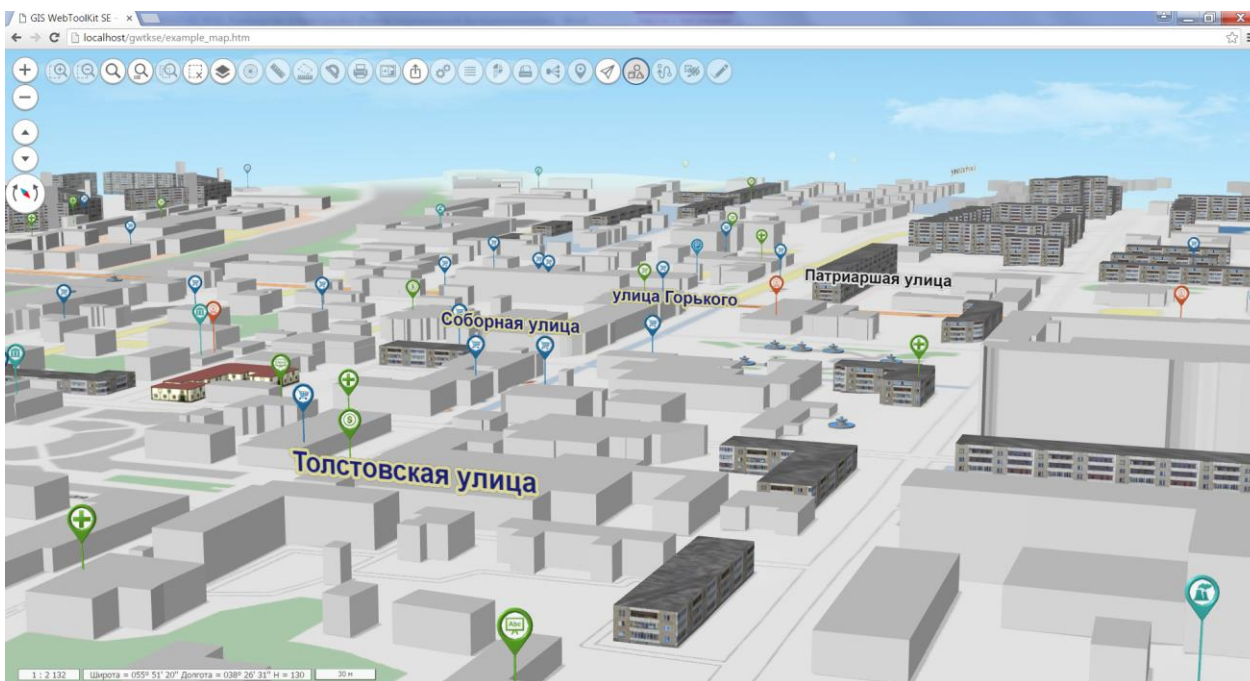 GIS WebToolKit SE -
localhost/gwtkse/example_map.htm
Патриаршая улица
улица Горького
Соборная улица
Толстовская улица
Abc
1 : 2 132
Широта = 055° 51' 20" Долгота = 038° 26' 31" H = 130
30 м